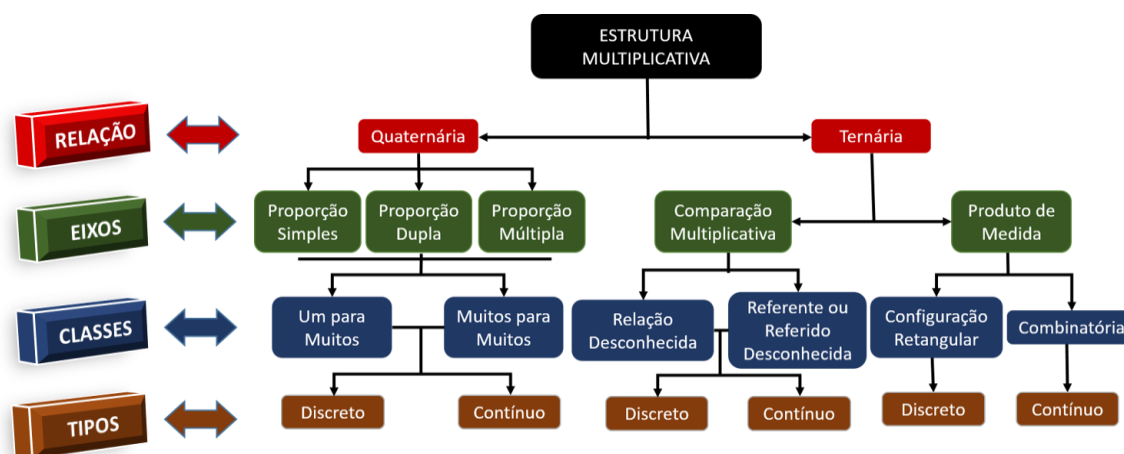 ESTRUTURA
MULTIPLICATIVA
RELAÇÃO
Quaternária
Ternária
EIXOS
Proporção
Simples
Proporção
Dupla
Proporção
Múltipla
Comparação
Multiplicativa
Produto de
Medida
CLASSES
Um para
Muitos
Muitos para
Muitos
Relação
Desconhecida
Referente ou
Referido
Desconhecida
Configuração
Retangular
Combinatória
TIPOS
Discreto
Contínuo
Discreto
Contínuo
Discreto
Contínuo